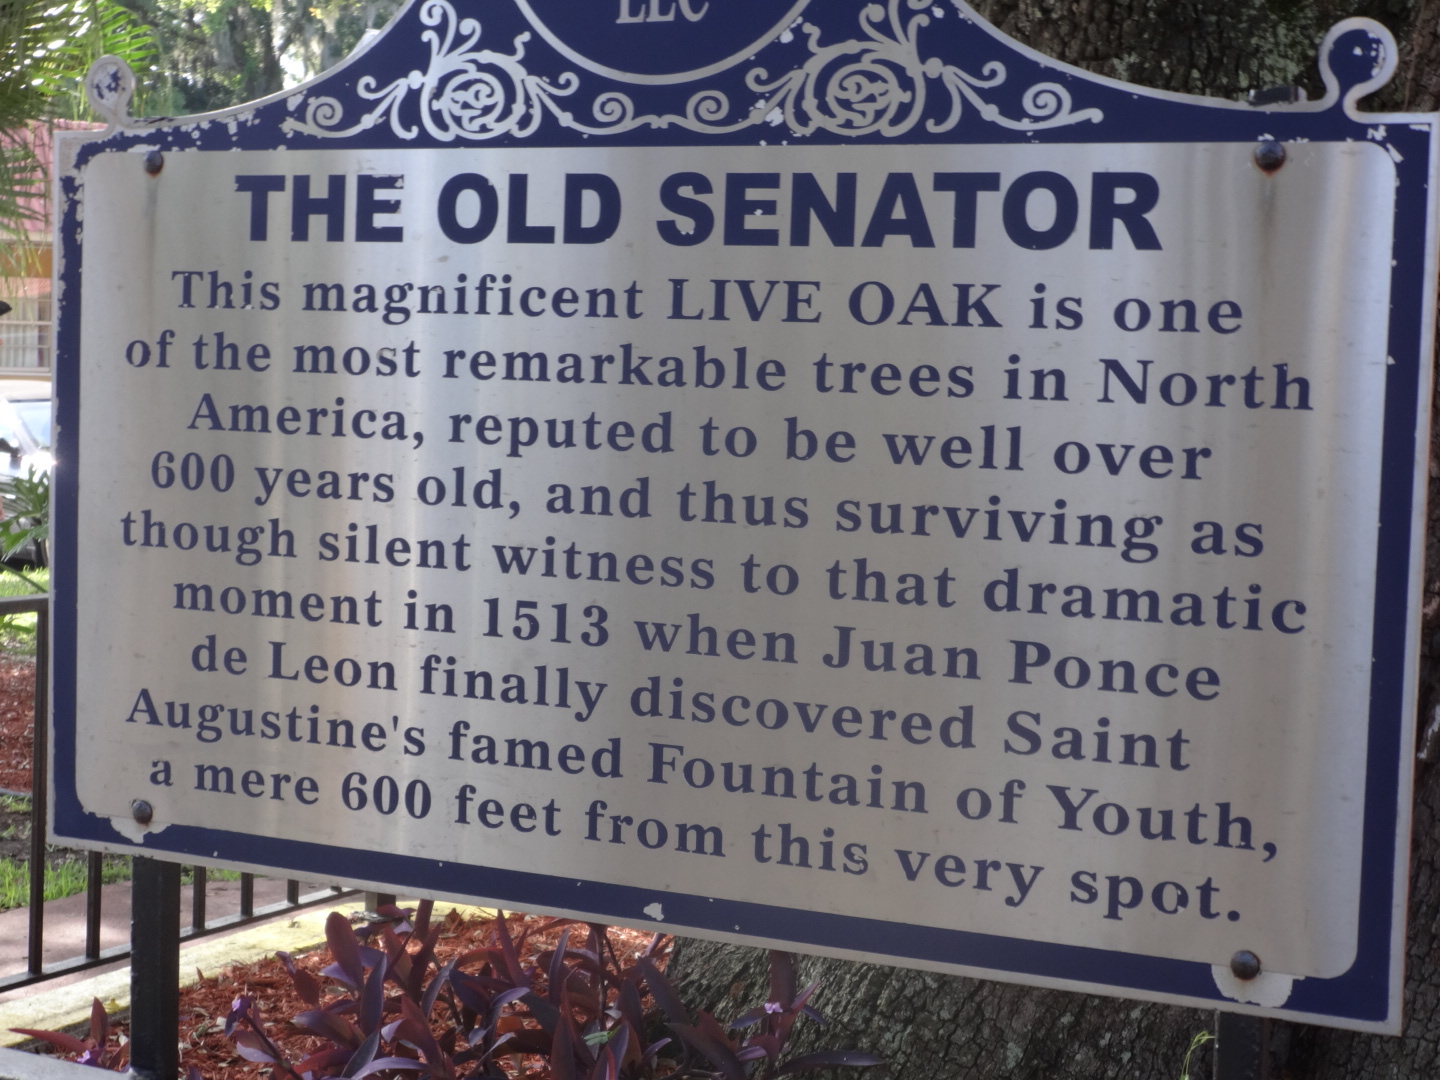 LLC
THE OLD SENATOR
This magnificent LIVE OAK is one
of the most remarkable trees in North
America, reputed to be well over
600 years old, and thus surviving as
though silent witness to that dramatic
moment in 1513 when Juan Ponce
de Leon finally discovered Saint
Augustine's famed Fountain of Youth,
a mere 600 feet from this very spot.